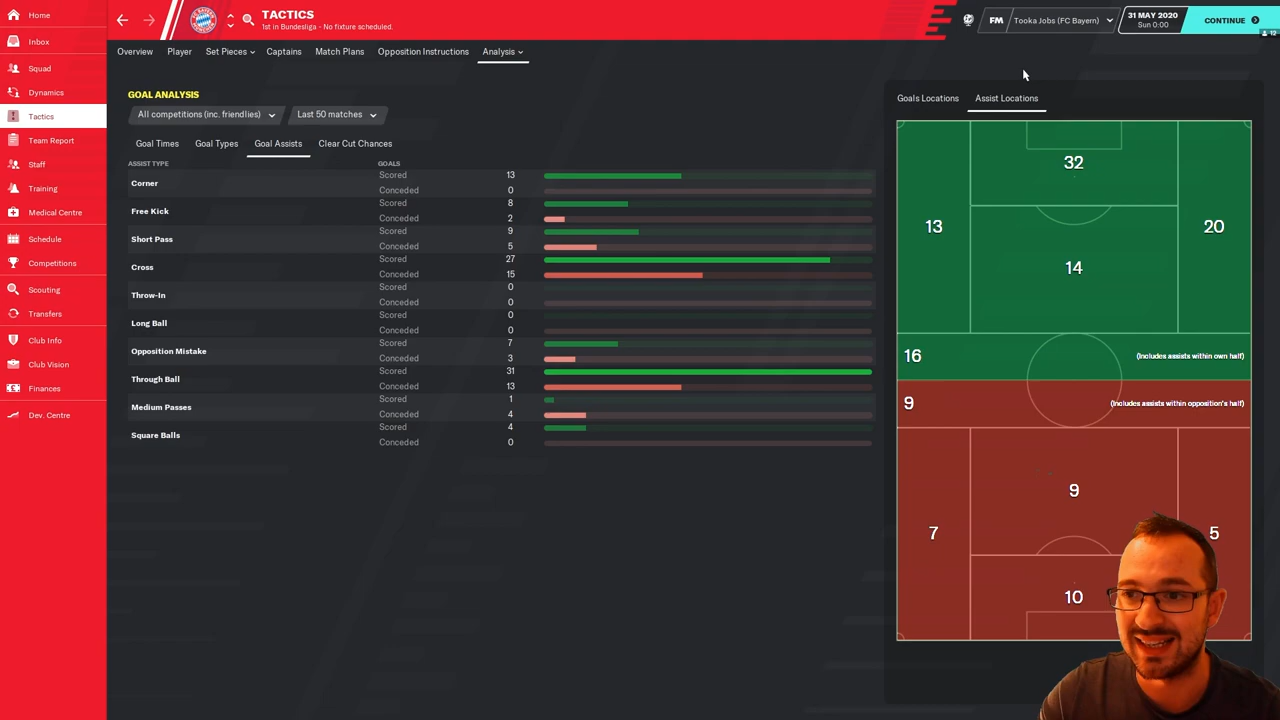 Home
Inbox
Squad
Dynamics
Tactics
Team Report
Staff
Training
Medical Centre
Schedule
Competitions
Scouting
Transfers
Club Info
Club Vision
Finances
Dev. Centre
TACTICS
1st in Bundesliga - No fixture scheduled.
FM Tooka Jobs (FC Bayern)
31 MAY 2020
Sun 0:00
CONTINUE
12
Overview Player Set Pieces Captains Match Plans Opposition Instructions Analysis
GOAL ANALYSIS
All competitions (inc. friendlies) Last 50 matches
Goal Times Goal Types Goal Assists Clear Cut Chances
ASSIST TYPE GOALS
Corner
Scored 13
Conceded 0
Free Kick
Scored 8
Conceded 2
Short Pass
Scored 9
Conceded 5
Cross
Scored 27
Conceded 15
Throw-In
Scored 0
Conceded 0
Long Ball
Scored 0
Conceded 0
Opposition Mistake
Scored 7
Conceded 3
Through Ball
Scored 31
Conceded 13
Medium Passes
Scored 1
Conceded 4
Square Balls
Scored 4
Conceded 0
Goals Locations Assist Locations
32
13 20
14
16 (Includes assists within own half)
9 (Includes assists within opposition's half)
9
7 5
10